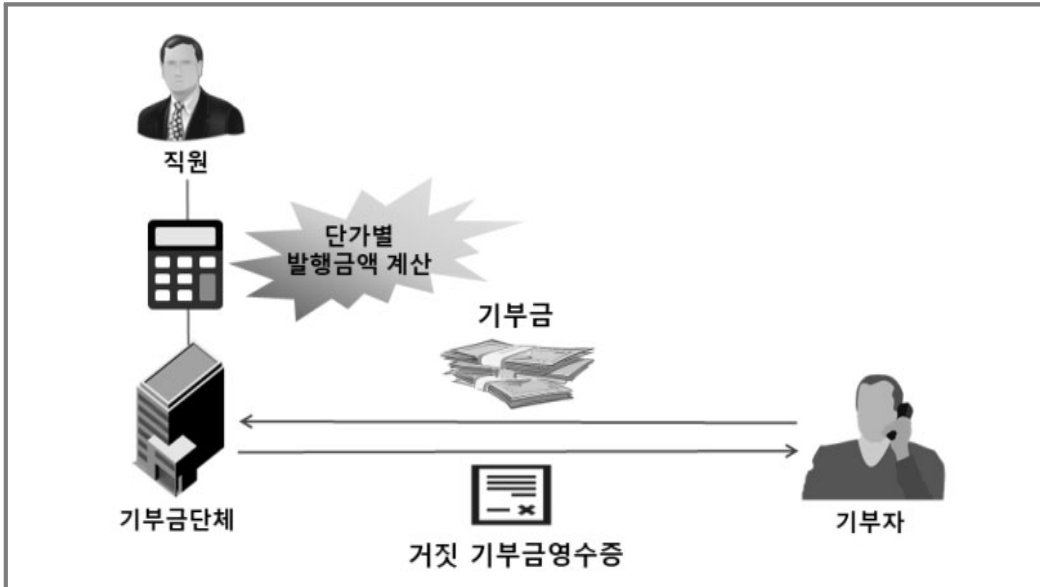 직원
단가별
발행금액 계산
기부금
기부금단체
거짓 기부금영수증
기부자